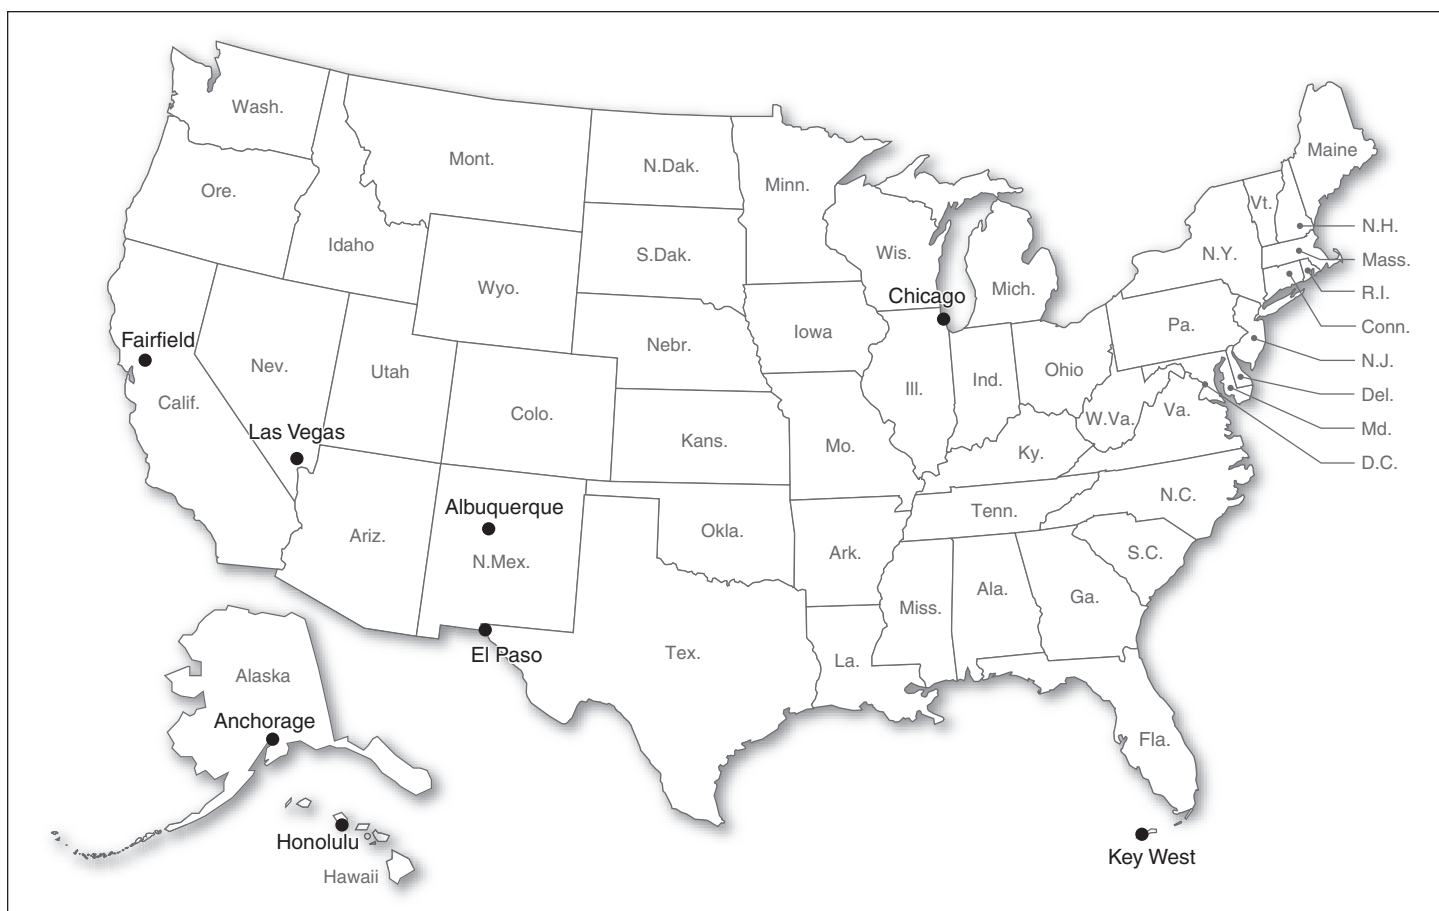 Wash.
Mont.
N.Dak.
Minn.
Maine
Ore.
Idaho
S.Dak.
Wis.
Vt.
N.H.
N.Y.
Mass.
Wyo.
Mich.
R.I.
Chicago
Conn.
Fairfield
Nev.
Utah
Nebr.
Iowa
Pa.
N.J.
Calif.
Colo.
Ill.
Ind.
Ohio
Del.
Las Vegas
Kans.
Mo.
W.Va.
Va.
Md.
Ky.
D.C.
Albuquerque
N.C.
Tenn.
Ariz.
N.Mex.
Okla.
Ark.
S.C.
Miss.
Ala.
Ga.
El Paso
Tex.
La.
Alaska
Anchorage
Fla.
Honolulu
Hawaii
Key West